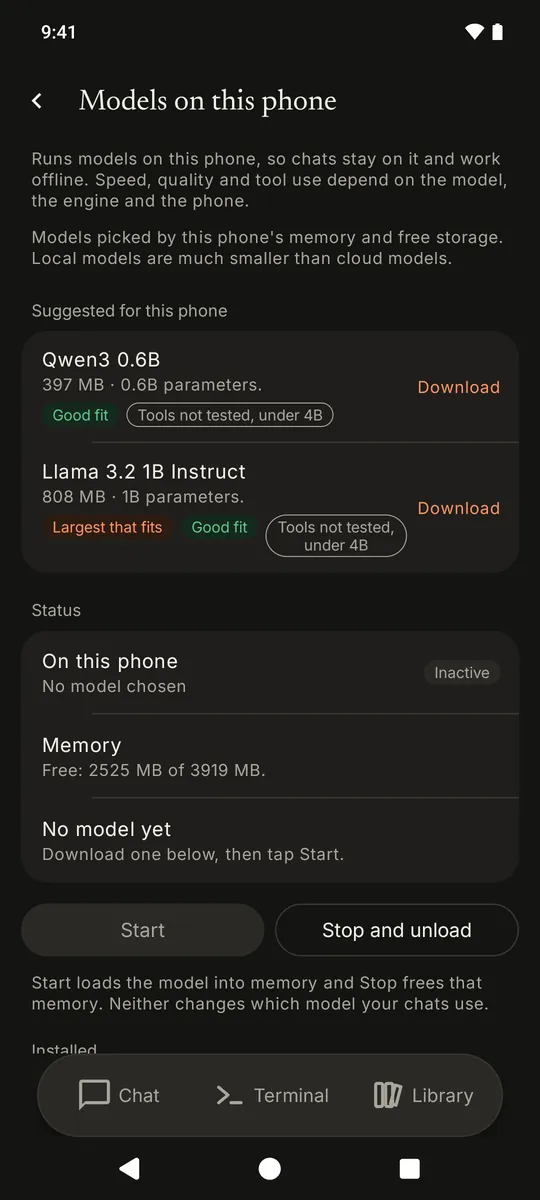 9:41
Models on this phone
Runs models on this phone, so chats stay on it and work
offline. Speed, quality and tool use depend on the model,
the engine and the phone.
Models picked by this phone's memory and free storage.
Local models are much smaller than cloud models.
Suggested for this phone
Qwen3 0.6B
397 MB · 0.6B parameters.
Download
Good fit
Tools not tested, under 4B
Llama 3.2 1B Instruct
808 MB · 1B parameters.
Download
Largest that fits
Good fit
Tools not tested,
under 4B
Status
On this phone
No model chosen
Inactive
Memory
Free: 2525 MB of 3919 MB.
No model yet
Download one below, then tap Start.
Start
Stop and unload
Start loads the model into memory and Stop frees that
memory. Neither changes which model your chats use.
Installed
Chat
Terminal
Library